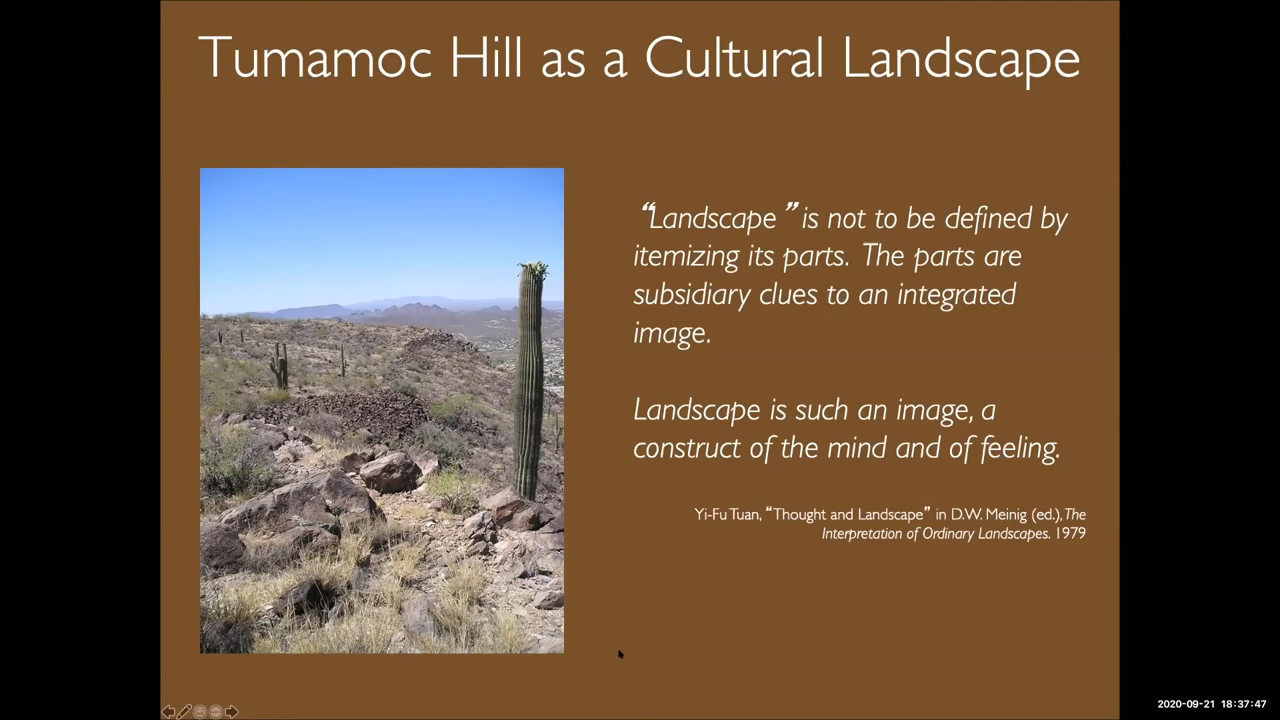 Tumamoc Hill as a Cultural Landscape
“Landscape” is not to be defined by
itemizing its parts. The parts are
subsidiary clues to an integrated
image.
Landscape is such an image, a
construct of the mind and of feeling.
Yi-Fu Tuan, “Thought and Landscape” in D.W. Meinig (ed.), The
Interpretation of Ordinary Landscapes. 1979
2020-09-21 18:37:47